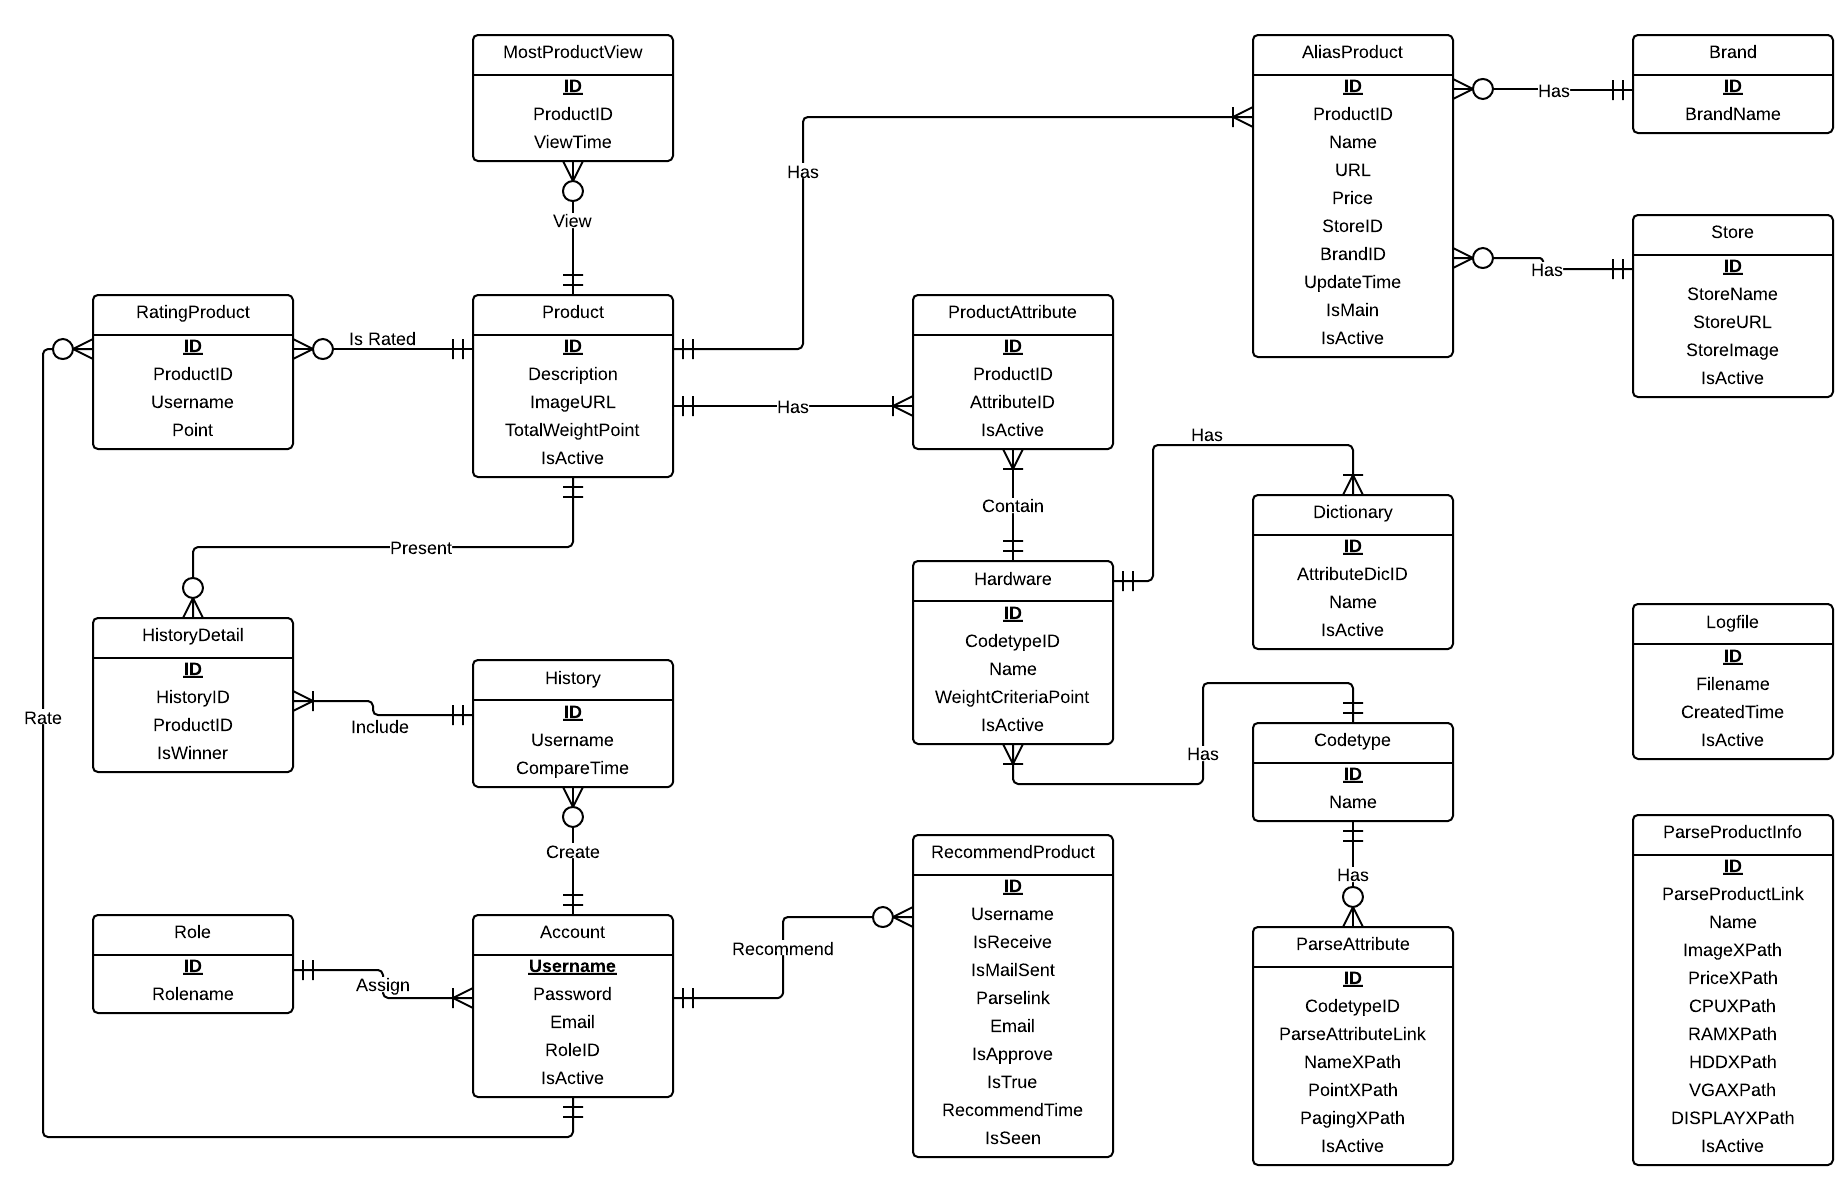 MostProductView
ID
ProductID
ViewTime
View
AliasProduct
ID
ProductID
Name
URL
Price
StoreID
BrandID
UpdateTime
IsMain
IsActive
Has
Brand
ID
BrandName
Has
Store
ID
StoreName
StoreURL
StoreImage
IsActive
Has
RatingProduct
ID
ProductID
Username
Point
Is Rated
Product
ID
Description
ImageURL
TotalWeightPoint
IsActive
Has
ProductAttribute
ID
ProductID
AttributeID
IsActive
Contain
Has
Dictionary
ID
AttributeDicID
Name
IsActive
Present
Hardware
ID
CodetypeID
Name
WeightCriteriaPoint
IsActive
HistoryDetail
ID
HistoryID
ProductID
IsWinner
Rate
Include
History
ID
Username
CompareTime
Create
Has
Codetype
ID
Name
Has
Logfile
ID
Filename
CreatedTime
IsActive
Role
ID
Rolename
Assign
Account
Username
Password
Email
RoleID
IsActive
Recommend
RecommendProduct
ID
Username
IsReceive
IsMailSent
Parselink
Email
IsApprove
IsTrue
RecommendTime
IsSeen
ParseAttribute
ID
CodetypeID
ParseAttributeLink
NameXPath
PointXPath
PagingXPath
IsActive
ParseProductInfo
ID
ParseProductLink
Name
ImageXPath
PriceXPath
CPUXPath
RAMXPath
HDDXPath
VGAXPath
DISPLAYXPath
IsActive